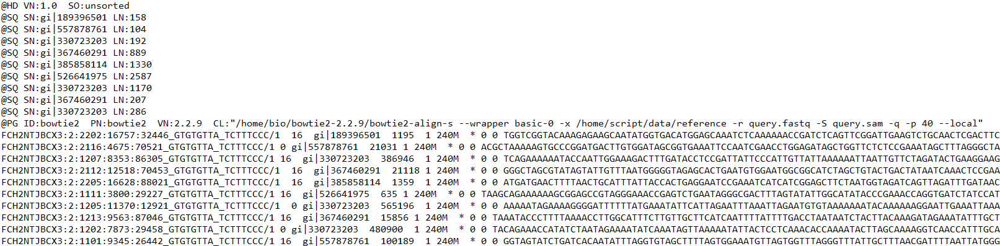 @HD VN:1.0  SO:unsorted
@SQ SN:gi|189396501 LN:158
@SQ SN:gi|557878761 LN:104
@SQ SN:gi|330723203 LN:192
@SQ SN:gi|367460291 LN:889
@SQ SN:gi|385858114 LN:1330
@SQ SN:gi|526641975 LN:2587
@SQ SN:gi|330723203 LN:1170
@SQ SN:gi|367460291 LN:207
@SQ SN:gi|330723203 LN:286
@PG ID:bowtie2  PN:bowtie2  VN:2.2.9  CL:"/home/bio/bowtie2-2.2.9/bowtie2-align-s --wrapper basic-0 -x /home/script/data/reference -r query.fastq -S query.sam -q -p 40 --local"
FCH2NTJBCX3:2:2202:16757:32446_GTGTGTTA_TCTTTCCC/1  16  gi|189396501  1195  1 240M  * 0 0 TGGTCGGTACAAAGAGAAGCAATATGGTGACATGGAGCAAATCTCAAAAAACCGATCTCAGTTCGGATTGAAGTCTGCAACTCGACTTC
FCH2NTJBCX3:2:2116:4675:70521_GTGTGTTA_TCTTTCCC/1 0 gi|557878761  21031 1 240M  * 0 0 ACGCTAAAAAGTGCCCGGATGACTTGTGGATAGCGGTGAAATTCCAATCGAACCTGGAGATAGCTGGTTCTCTCCGAAATAGCTTTAGGGCTA
FCH2NTJBCX3:2:1207:8353:86305_GTGTGTTA_TCTTTCCC/1 16  gi|330723203  386946  1 240M  * 0 0 TCAGAAAAAATACCAATTGGAAAGACTTTGATACCTCCGATTATTCCCATTGTTATTAAAAAATTAATTGTTCTAGATACTGAAGGAAG
FCH2NTJBCX3:2:2112:12518:70453_GTGTGTTA_TCTTTCCC/1  16  gi|367460291  21118 1 240M  * 0 0 GGGCTAGCGTATAGTATTGTTTAATGGGGGTAGAGCACTGAATGTGGAATGGCGGCATCTAGCTGTACTGACTATAATCAAACTCCGAA
FCH2NTJBCX3:2:2205:16628:88021_GTGTGTTA_TCTTTCCC/1  16  gi|385858114  1359  1 240M  * 0 0 ATGATGAACTTTTAACTGCATTTATTACCACTGAGGAATCCGAAATCATCATCGGAGCTTCTAATGGTAGATCAGTTAGATTTGATAAC
FCH2NTJBCX3:2:1111:3800:29227_GTGTGTTA_TCTTTCCC/1 16  gi|526641975  635 1 240M  * 0 0 TAAGCAGAAAAAAGCGGAGCCGTAGGGAAACCGAGTCTGAATAGGGCGACTTTAGTATATTGGCATATACCCGAAACCAGGTGATCTATCCAT
FCH2NTJBCX3:2:1205:11370:12921_GTGTGTTA_TCTTTCCC/1  0 gi|330723203  565196  1 240M  * 0 0 AAAAATAGAAAAGGGGATTTTTTATGAAATATTCATTAGAATTTAAATTAGAATGTGTAAAAAAATACAAAAAAGGAATTGAAATTAAA
FCH2NTJBCX3:2:1213:9563:87046_GTGTGTTA_TCTTTCCC/1 16  gi|367460291  15856 1 240M  * 0 0 TAAATACCCTTTTAAAACCTTGGCATTTCTTGTTGCTTCATCAATTTTATTTTGACCTAATAATCTACTTACAAAGATAGAAATATTTGCT
FCH2NTJBCX3:2:1202:7873:29458_GTGTGTTA_TCTTTCCC/1 0 gi|330723203  480900  1 240M  * 0 0 TACAGAAACCATATCTAATAGAAAATATCAAATAGTTAAAAATATTACTCCTCAAACACCAAAATACTTAGCAAAAGGTCAACCATTTGCA
FCH2NTJBCX3:2:1101:9345:26442_GTGTGTTA_TCTTTCCC/1 16  gi|557878761  100189  1 240M  * 0 0 GGTAGTATCTGATCACAATATTTAGGTGTAGCTTTTAGTGGAAATGTTAGTGGTTTAGGGTTTATTGCTTTAACGATTTTAATTATGGG